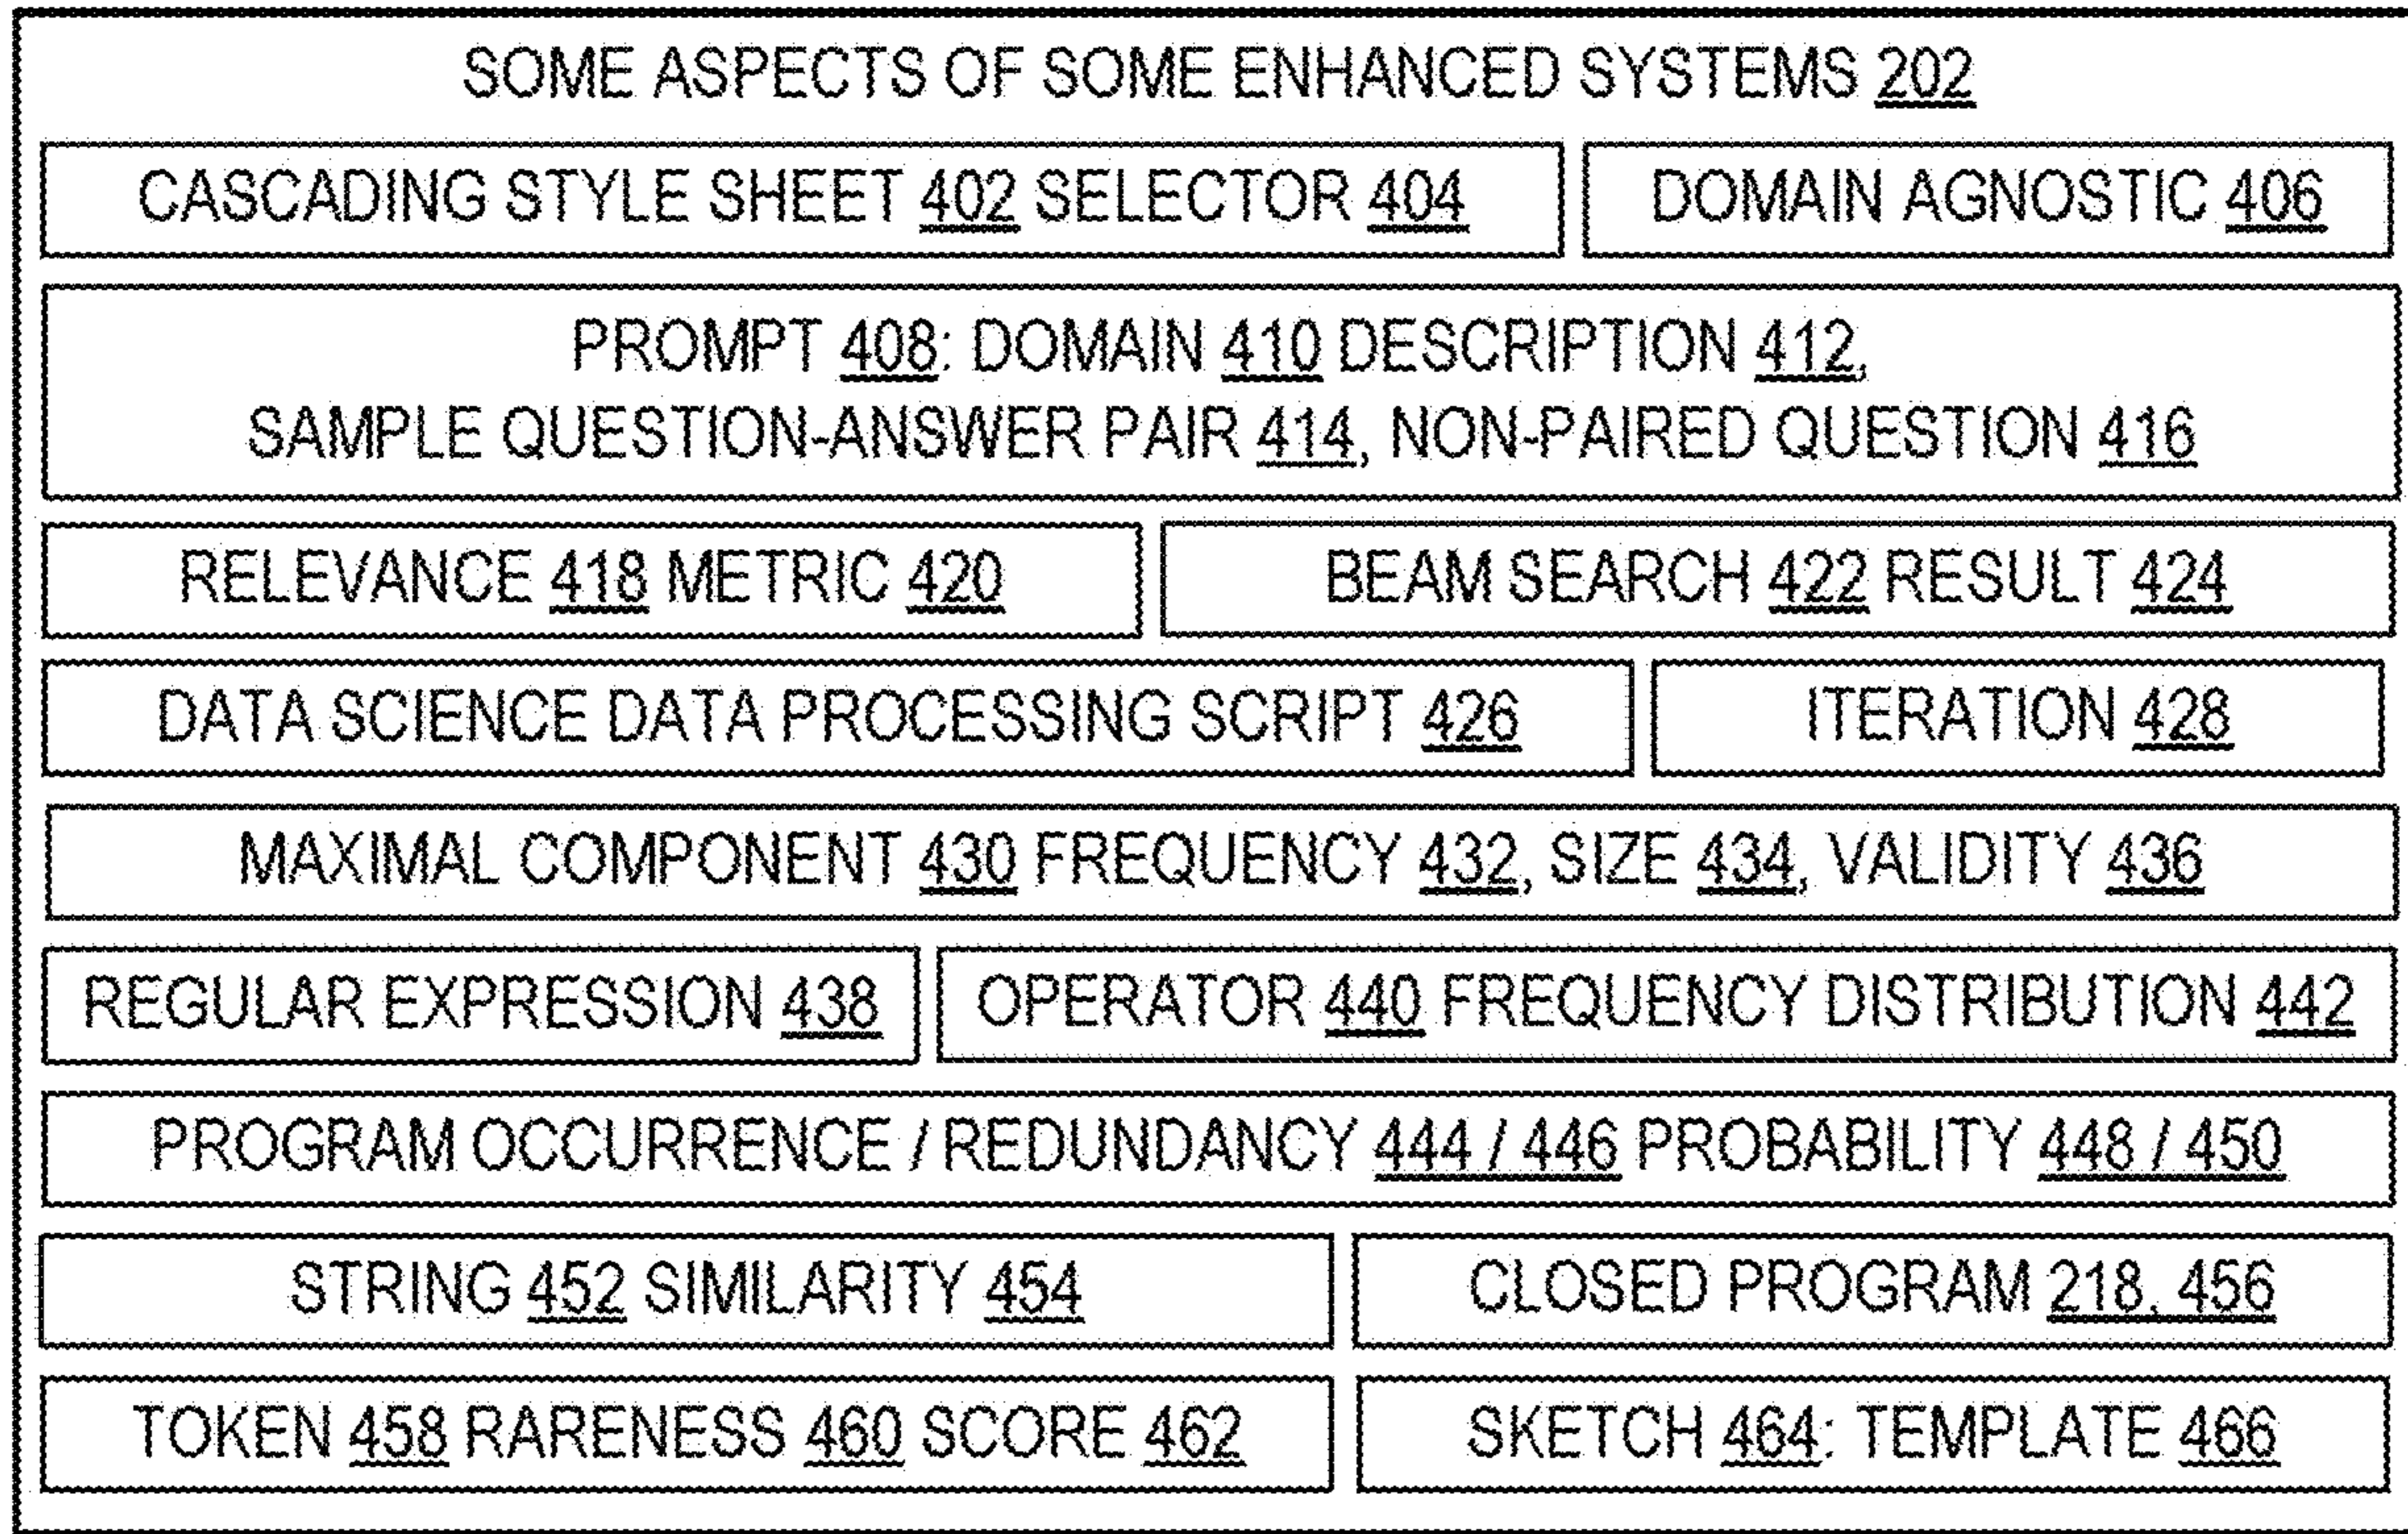 SOME ASPECTS OF SOME ENHANCED SYSTEMS 202
CASCADING STYLE SHEET 402 SELECTOR 404
DOMAIN AGNOSTIC 406
PROMPT 408: DOMAIN 410 DESCRIPTION 412,
SAMPLE QUESTION-ANSWER PAIR 414, NON-PAIRED QUESTION 416
RELEVANCE 418 METRIC 420
BEAM SEARCH 422 RESULT 424
DATA SCIENCE DATA PROCESSING SCRIPT 426
ITERATION 428
MAXIMAL COMPONENT 430 FREQUENCY 432, SIZE 434, VALIDITY 436
REGULAR EXPRESSION 438
OPERATOR 440 FREQUENCY DISTRIBUTION 442
PROGRAM OCCURRENCE / REDUNDANCY 444 / 446 PROBABILITY 448 / 450
STRING 452 SIMILARITY 454
CLOSED PROGRAM 218, 456
TOKEN 458 RARENESS 460 SCORE 462
SKETCH 464: TEMPLATE 466